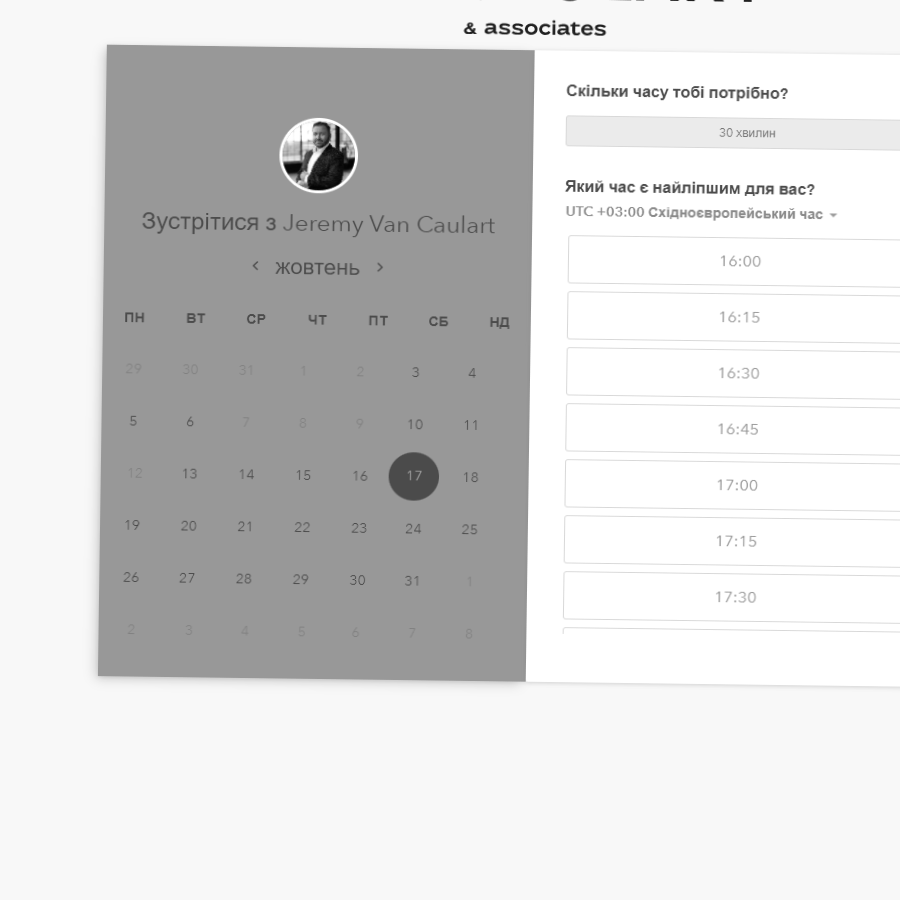 & associates
Зустрітися з Jeremy Van Caulart
жовтень
ПН ВТ СР ЧТ ПТ СБ НД
29 30 31 1 2 3 4
5 6 7 8 9 10 11
12 13 14 15 16 17 18
19 20 21 22 23 24 25
26 27 28 29 30 31 1
2 3 4 5 6 7 8
Скільки часу тобі потрібно?
30 хвилин
Який час є найліпшим для вас?
UTC +03:00 Східноєвропейський час
16:00
16:15
16:30
16:45
17:00
17:15
17:30